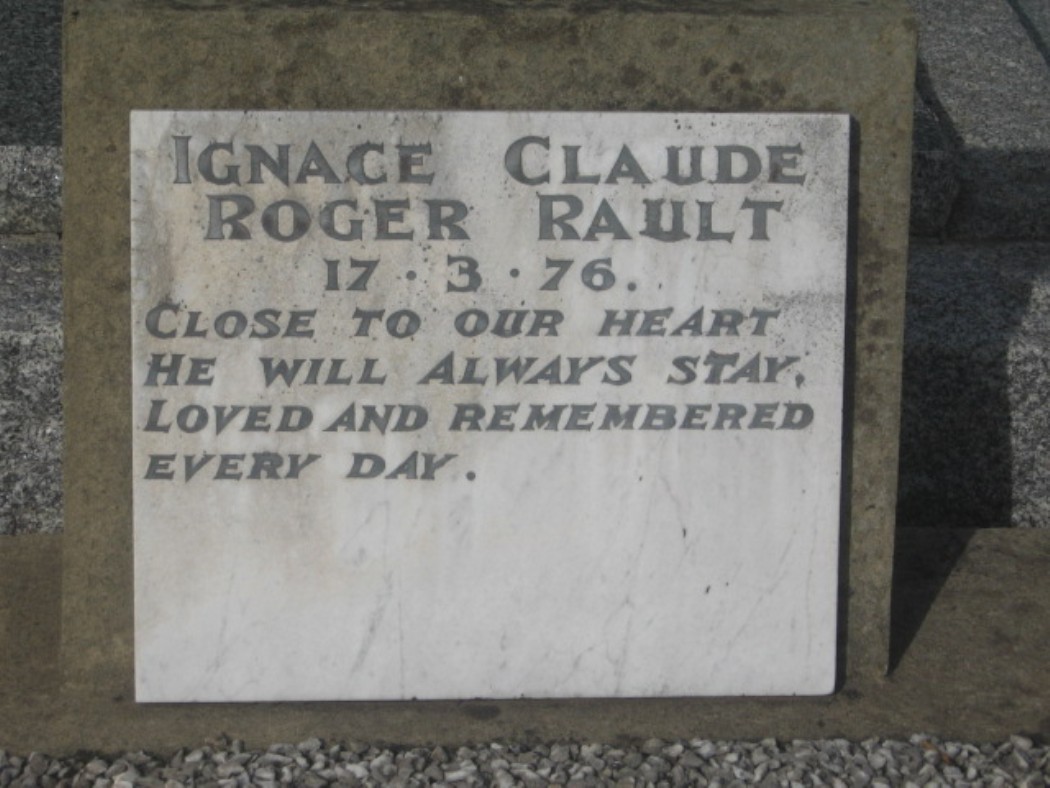 Ignace Claude
Roger Rault
17 · 3 · 76.
Close to our heart
He will always stay,
Loved and remembered
every day.